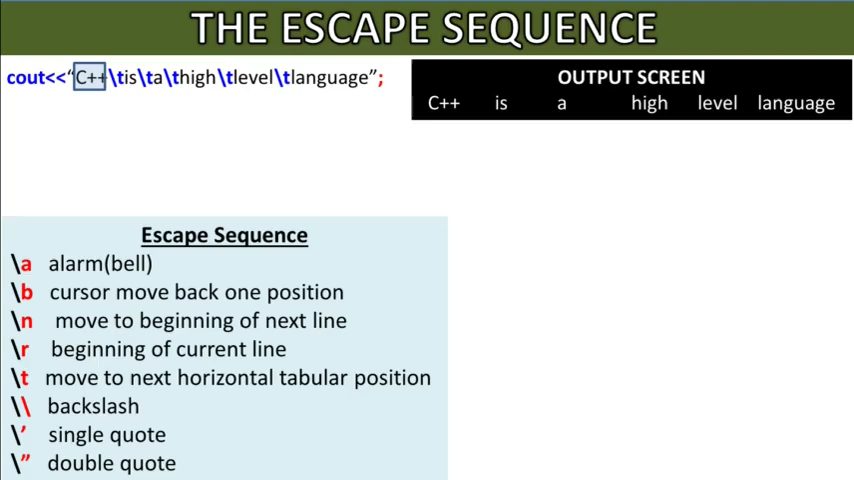 THE ESCAPE SEQUENCE
cout<<“C++\tis\ta\thigh\tlevel\tlanguage”;
OUTPUT SCREEN
C++ is a high level language
Escape Sequence
\a alarm(bell)
\b cursor move back one position
\n move to beginning of next line
\r beginning of current line
\t move to next horizontal tabular position
\\ backslash
\’ single quote
\” double quote